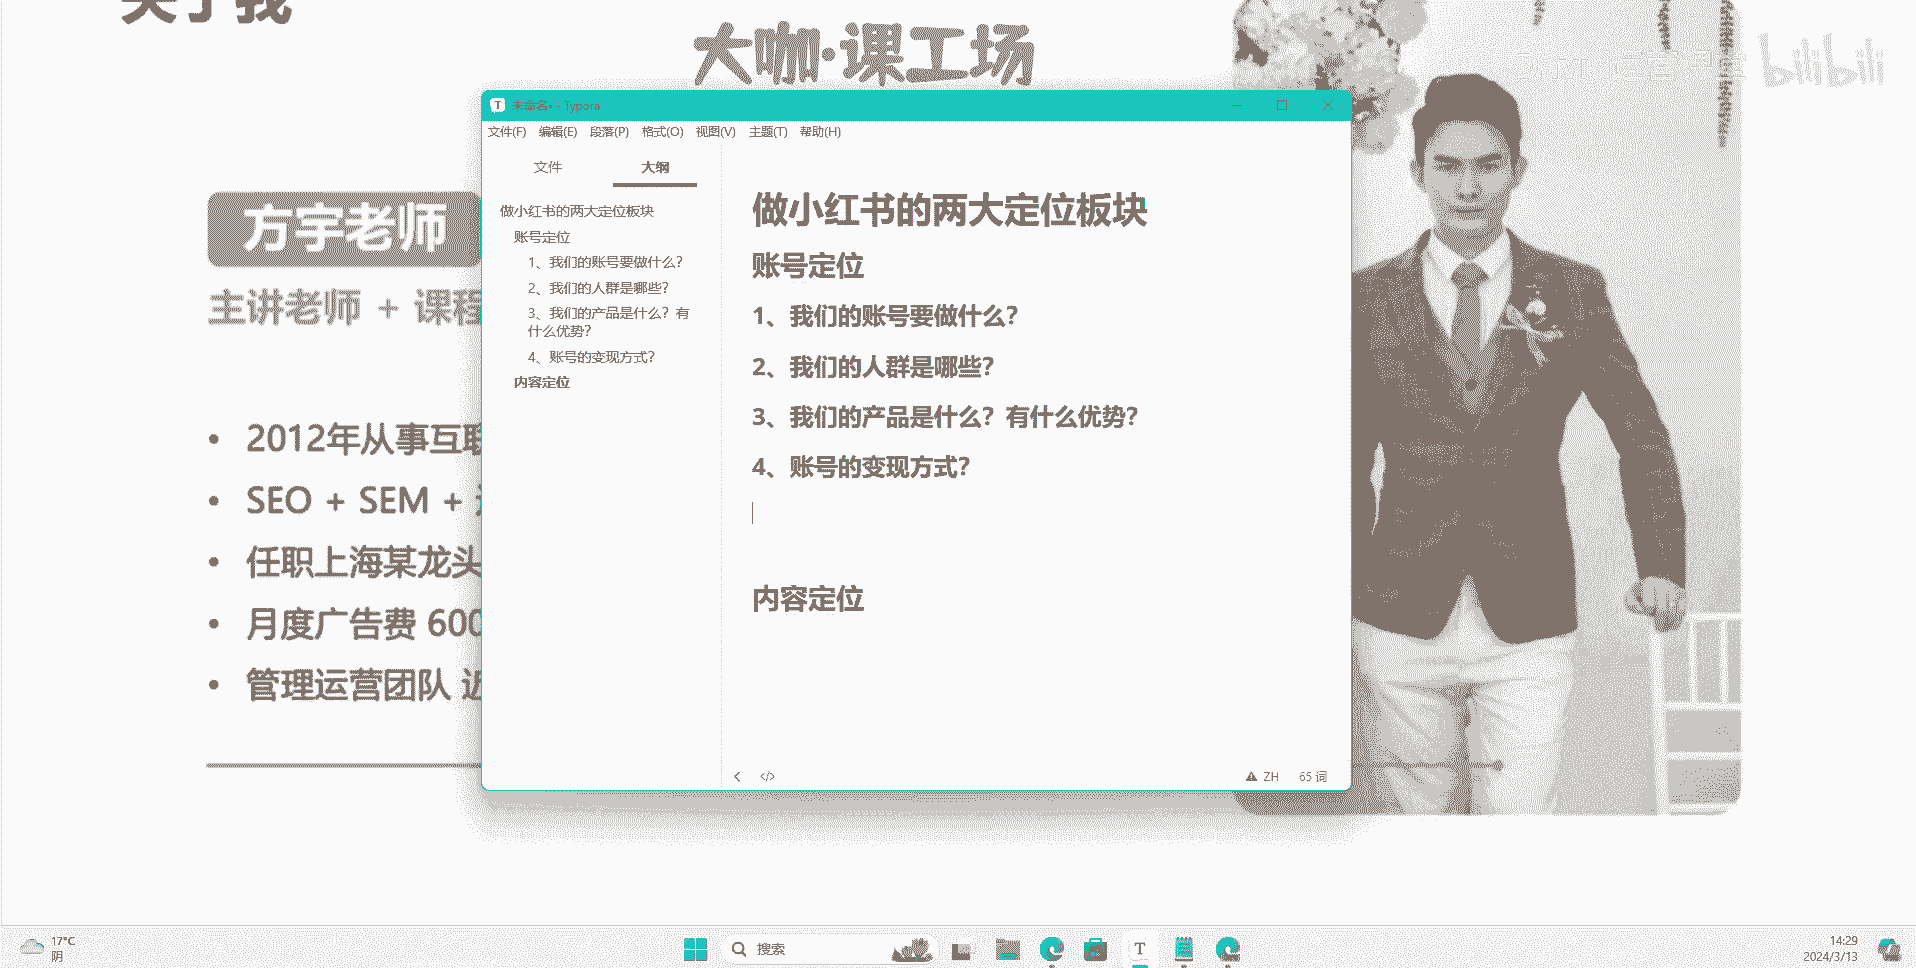 关于我
大咖·课工场
bilibili
方宇老师
主讲老师 + 课程
2012年从事互联
SEO + SEM +
任职上海某龙头
月度广告费 600
管理运营团队 近
未命名• - Typora
文件(F) 编辑(E) 段落(P) 格式(O) 视图(V) 主题(T) 帮助(H)
文件 大纲
做小红书的两大定位板块
账号定位
1、我们的账号要做什么？
2、我们的人群是哪些？
3、我们的产品是什么？有
什么优势？
4、账号的变现方式？
内容定位
做小红书的两大定位板块
账号定位
1、我们的账号要做什么？
2、我们的人群是哪些？
3、我们的产品是什么？有什么优势？
4、账号的变现方式？
内容定位
</> ZH 65 词
17°C
阴
搜索
14:29
2024/3/13